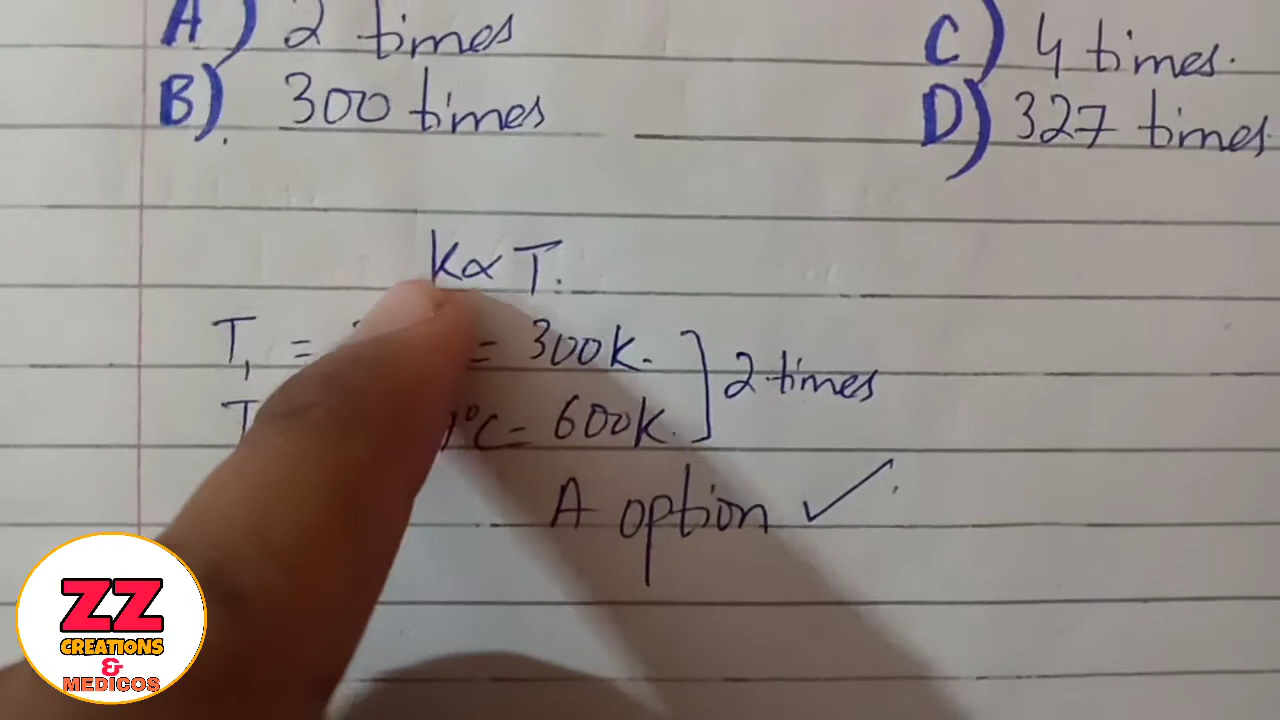 A) 2 times
C) 4 times.
B). 300 times
D) 327 times
K ∝ T.
T₁ = = 300K.
T °C = 600K.
2 times
A option ✓
ZZ
CREATIONS
&
MEDICOS